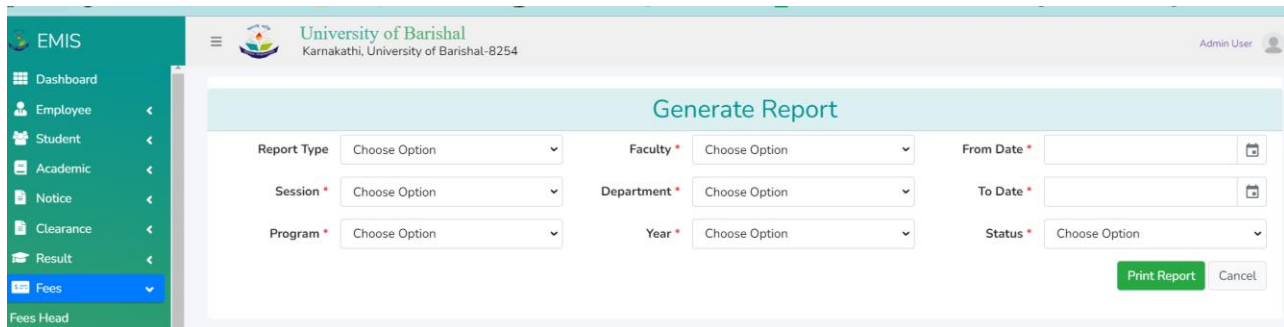 EMIS
University of Barishal
Karnakathi, University of Barishal-8254
Admin User
Dashboard
Employee
Student
Academic
Notice
Clearance
Result
Fees
Fees Head
Generate Report
Report Type Choose Option Faculty * Choose Option From Date *
Session * Choose Option Department * Choose Option To Date *
Program * Choose Option Year * Choose Option Status * Choose Option
Print Report Cancel